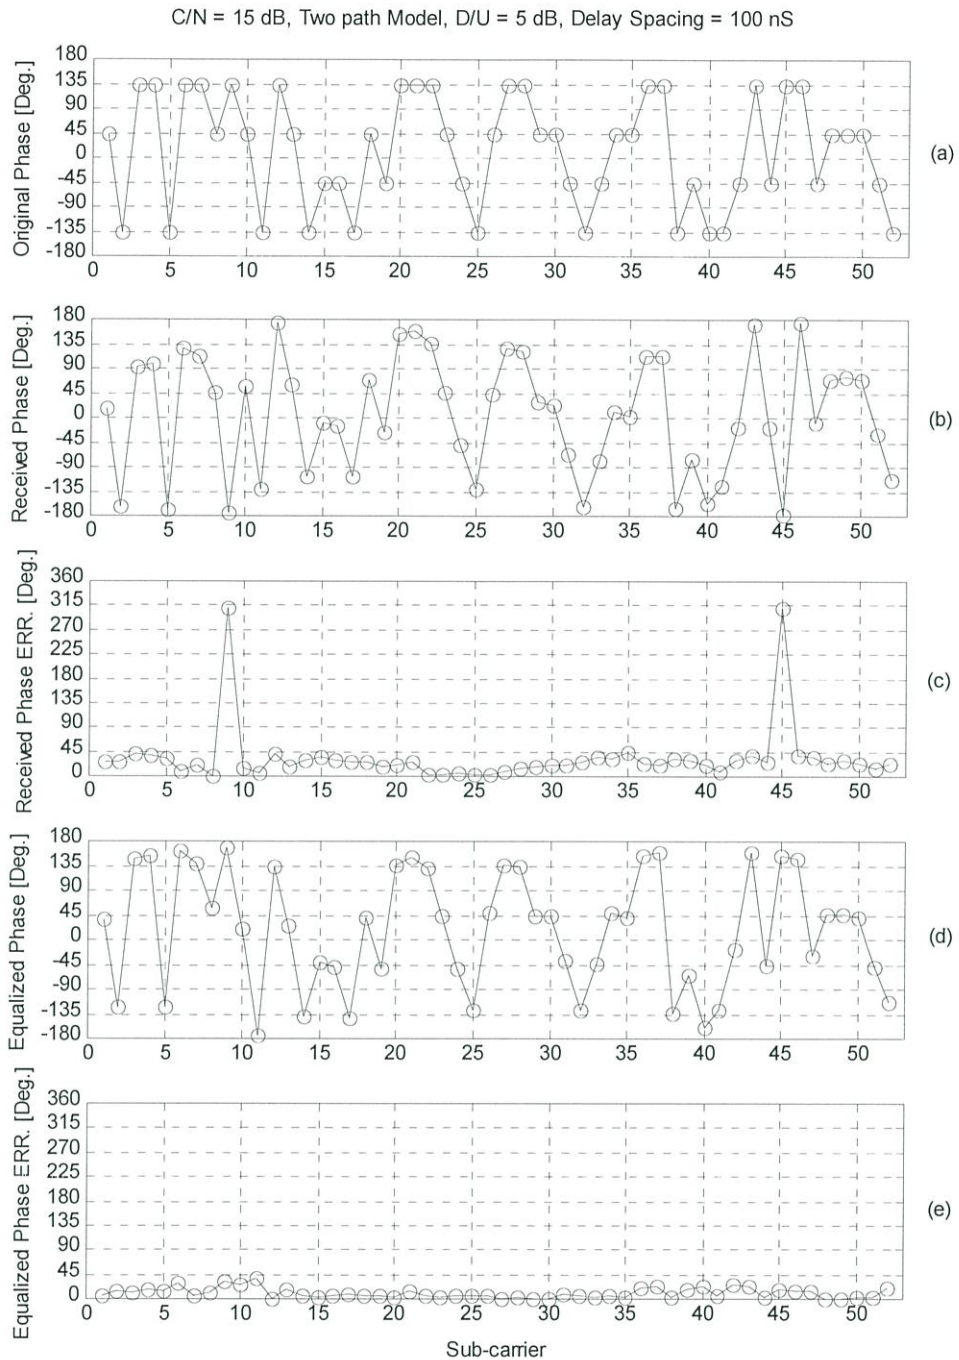 C/N = 15 dB, Two path Model, D/U = 5 dB, Delay Spacing = 100 nS
Original Phase [Deg.]
180
135
90
45
0
-45
-90
-135
-180
0 5 10 15 20 25 30 35 40 45 50
(a)
Received Phase [Deg.]
180
135
90
45
0
-45
-90
-135
-180
0 5 10 15 20 25 30 35 40 45 50
(b)
Received Phase ERR. [Deg.]
360
315
270
225
180
135
90
45
0
0 5 10 15 20 25 30 35 40 45 50
(c)
Equalized Phase [Deg.]
180
135
90
45
0
-45
-90
-135
-180
0 5 10 15 20 25 30 35 40 45 50
(d)
Equalized Phase ERR. [Deg.]
360
315
270
225
180
135
90
45
0
0 5 10 15 20 25 30 35 40 45 50
(e)
Sub-carrier